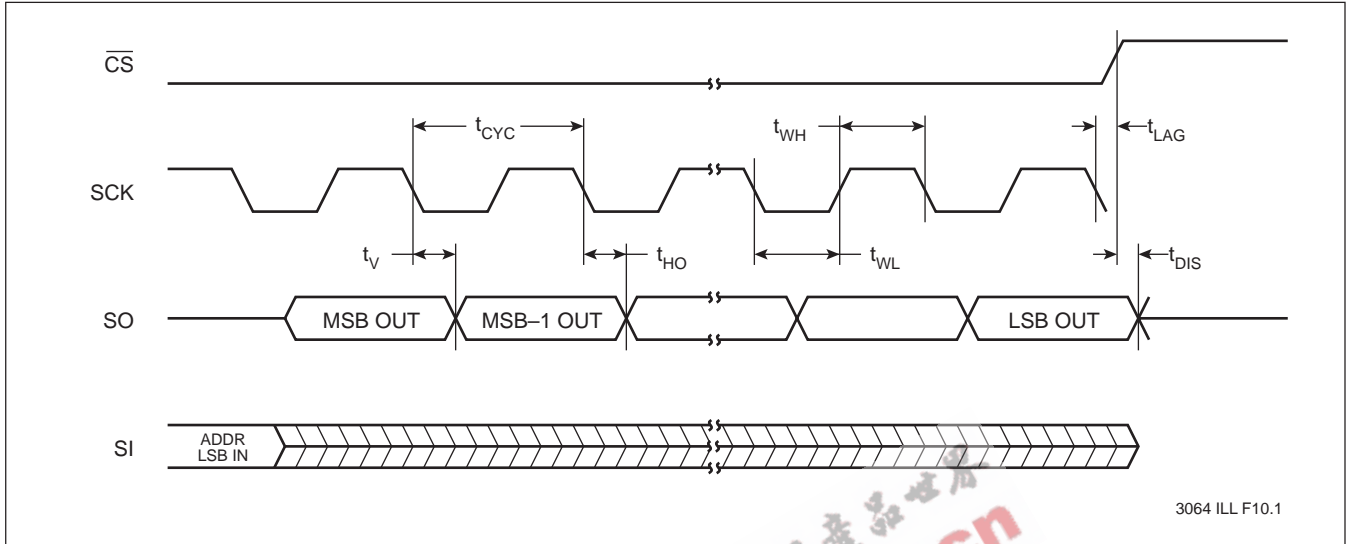 CS
tCYC
tWH
tLAG
SCK
tV
tHO
tWL
tDIS
SO
MSB OUT
MSB–1 OUT
LSB OUT
SI
ADDR
LSB IN
3064 ILL F10.1